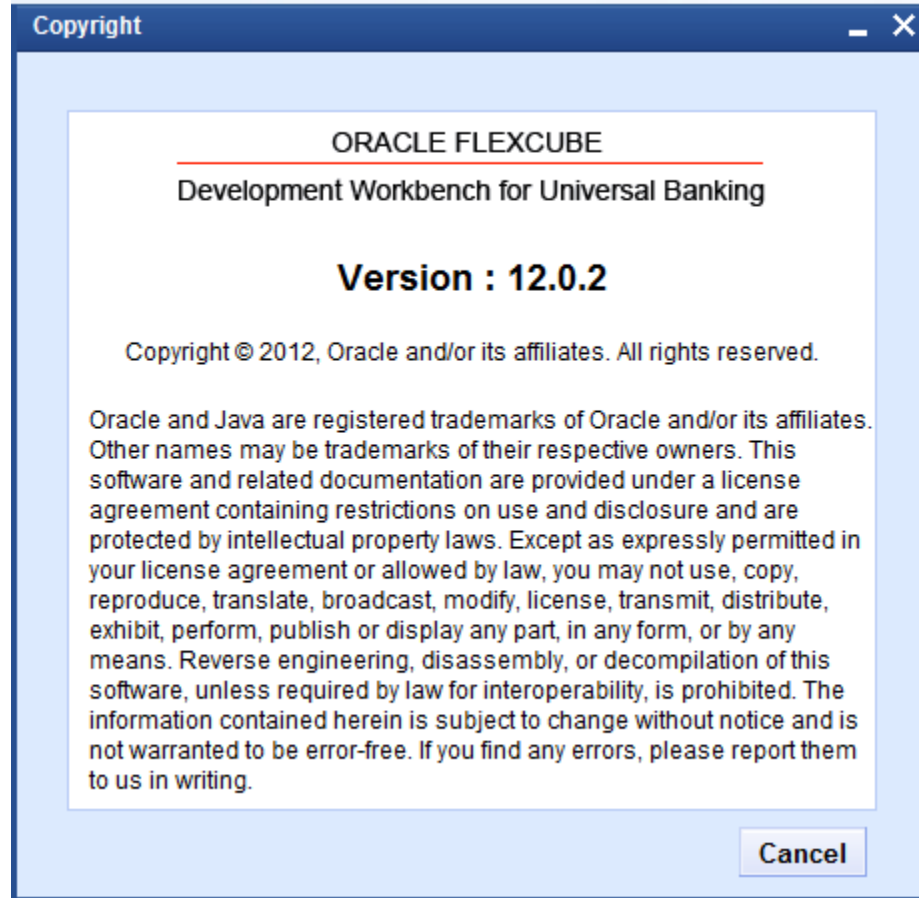 Copyright
ORACLE FLEXCUBE
Development Workbench for Universal Banking
Version : 12.0.2
Copyright © 2012, Oracle and/or its affiliates. All rights reserved.
Oracle and Java are registered trademarks of Oracle and/or its affiliates.
Other names may be trademarks of their respective owners. This
software and related documentation are provided under a license
agreement containing restrictions on use and disclosure and are
protected by intellectual property laws. Except as expressly permitted in
your license agreement or allowed by law, you may not use, copy,
reproduce, translate, broadcast, modify, license, transmit, distribute,
exhibit, perform, publish or display any part, in any form, or by any
means. Reverse engineering, disassembly, or decompilation of this
software, unless required by law for interoperability, is prohibited. The
information contained herein is subject to change without notice and is
not warranted to be error-free. If you find any errors, please report them
to us in writing.
Cancel